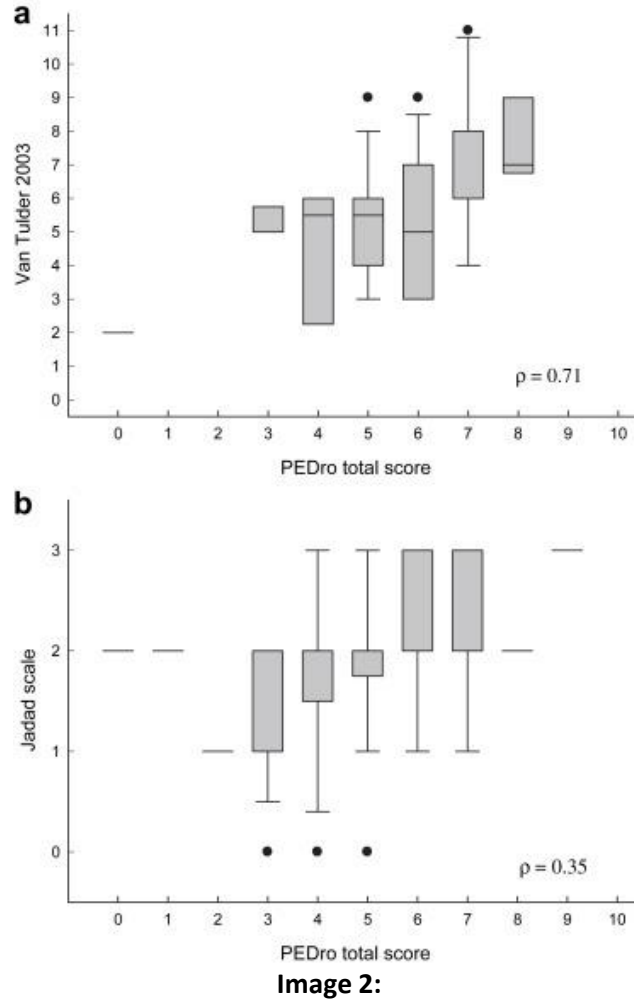 a
Van Tulder 2003
11
10
9
8
7
6
5
4
3
2
1
0
ρ = 0.71
0 1 2 3 4 5 6 7 8 9 10
PEDro total score
b
Jadad scale
3
2
1
0
ρ = 0.35
0 1 2 3 4 5 6 7 8 9 10
PEDro total score
Image 2: